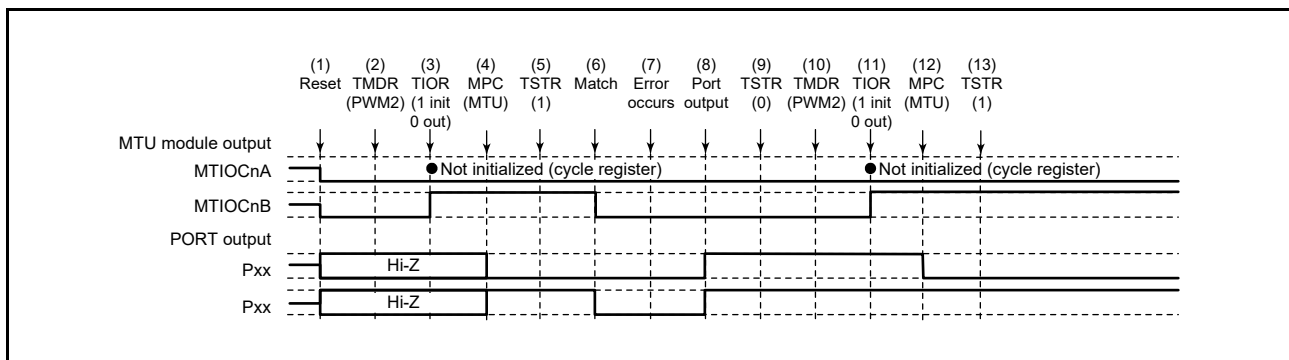 (1) (2) (3) (4) (5) (6) (7) (8) (9) (10) (11) (12) (13)
Reset TMDR TIOR MPC TSTR Match Error Port TSTR TMDR TIOR MPC TSTR
(PWM2) (1 init (MTU) (1) occurs output (0) (PWM2) (1 init (MTU) (1)
0 out) 0 out)
MTU module output
MTIOCnA Not initialized (cycle register) Not initialized (cycle register)
MTIOCnB
PORT output
Pxx Hi-Z
Pxx Hi-Z